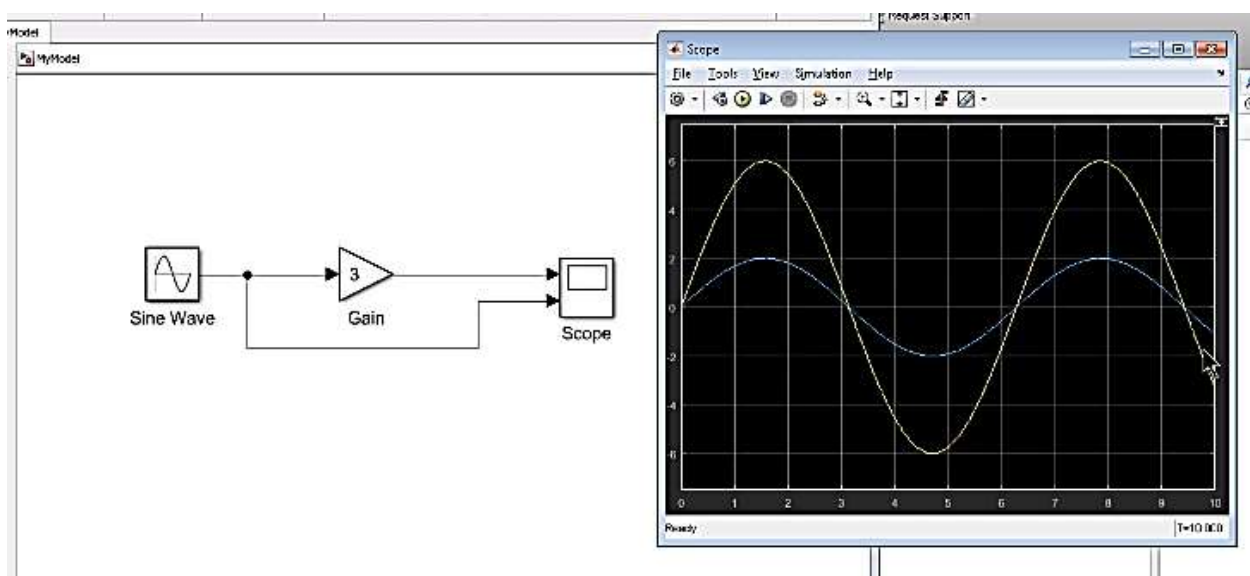 Request Support
MyModel
MyModel
Scope
File Tools View Simulation Help
3
Sine Wave
Gain
Scope
6
4
2
0
-2
-4
-6
0 1 2 3 4 5 6 7 8 9 10
Ready
T=10.000